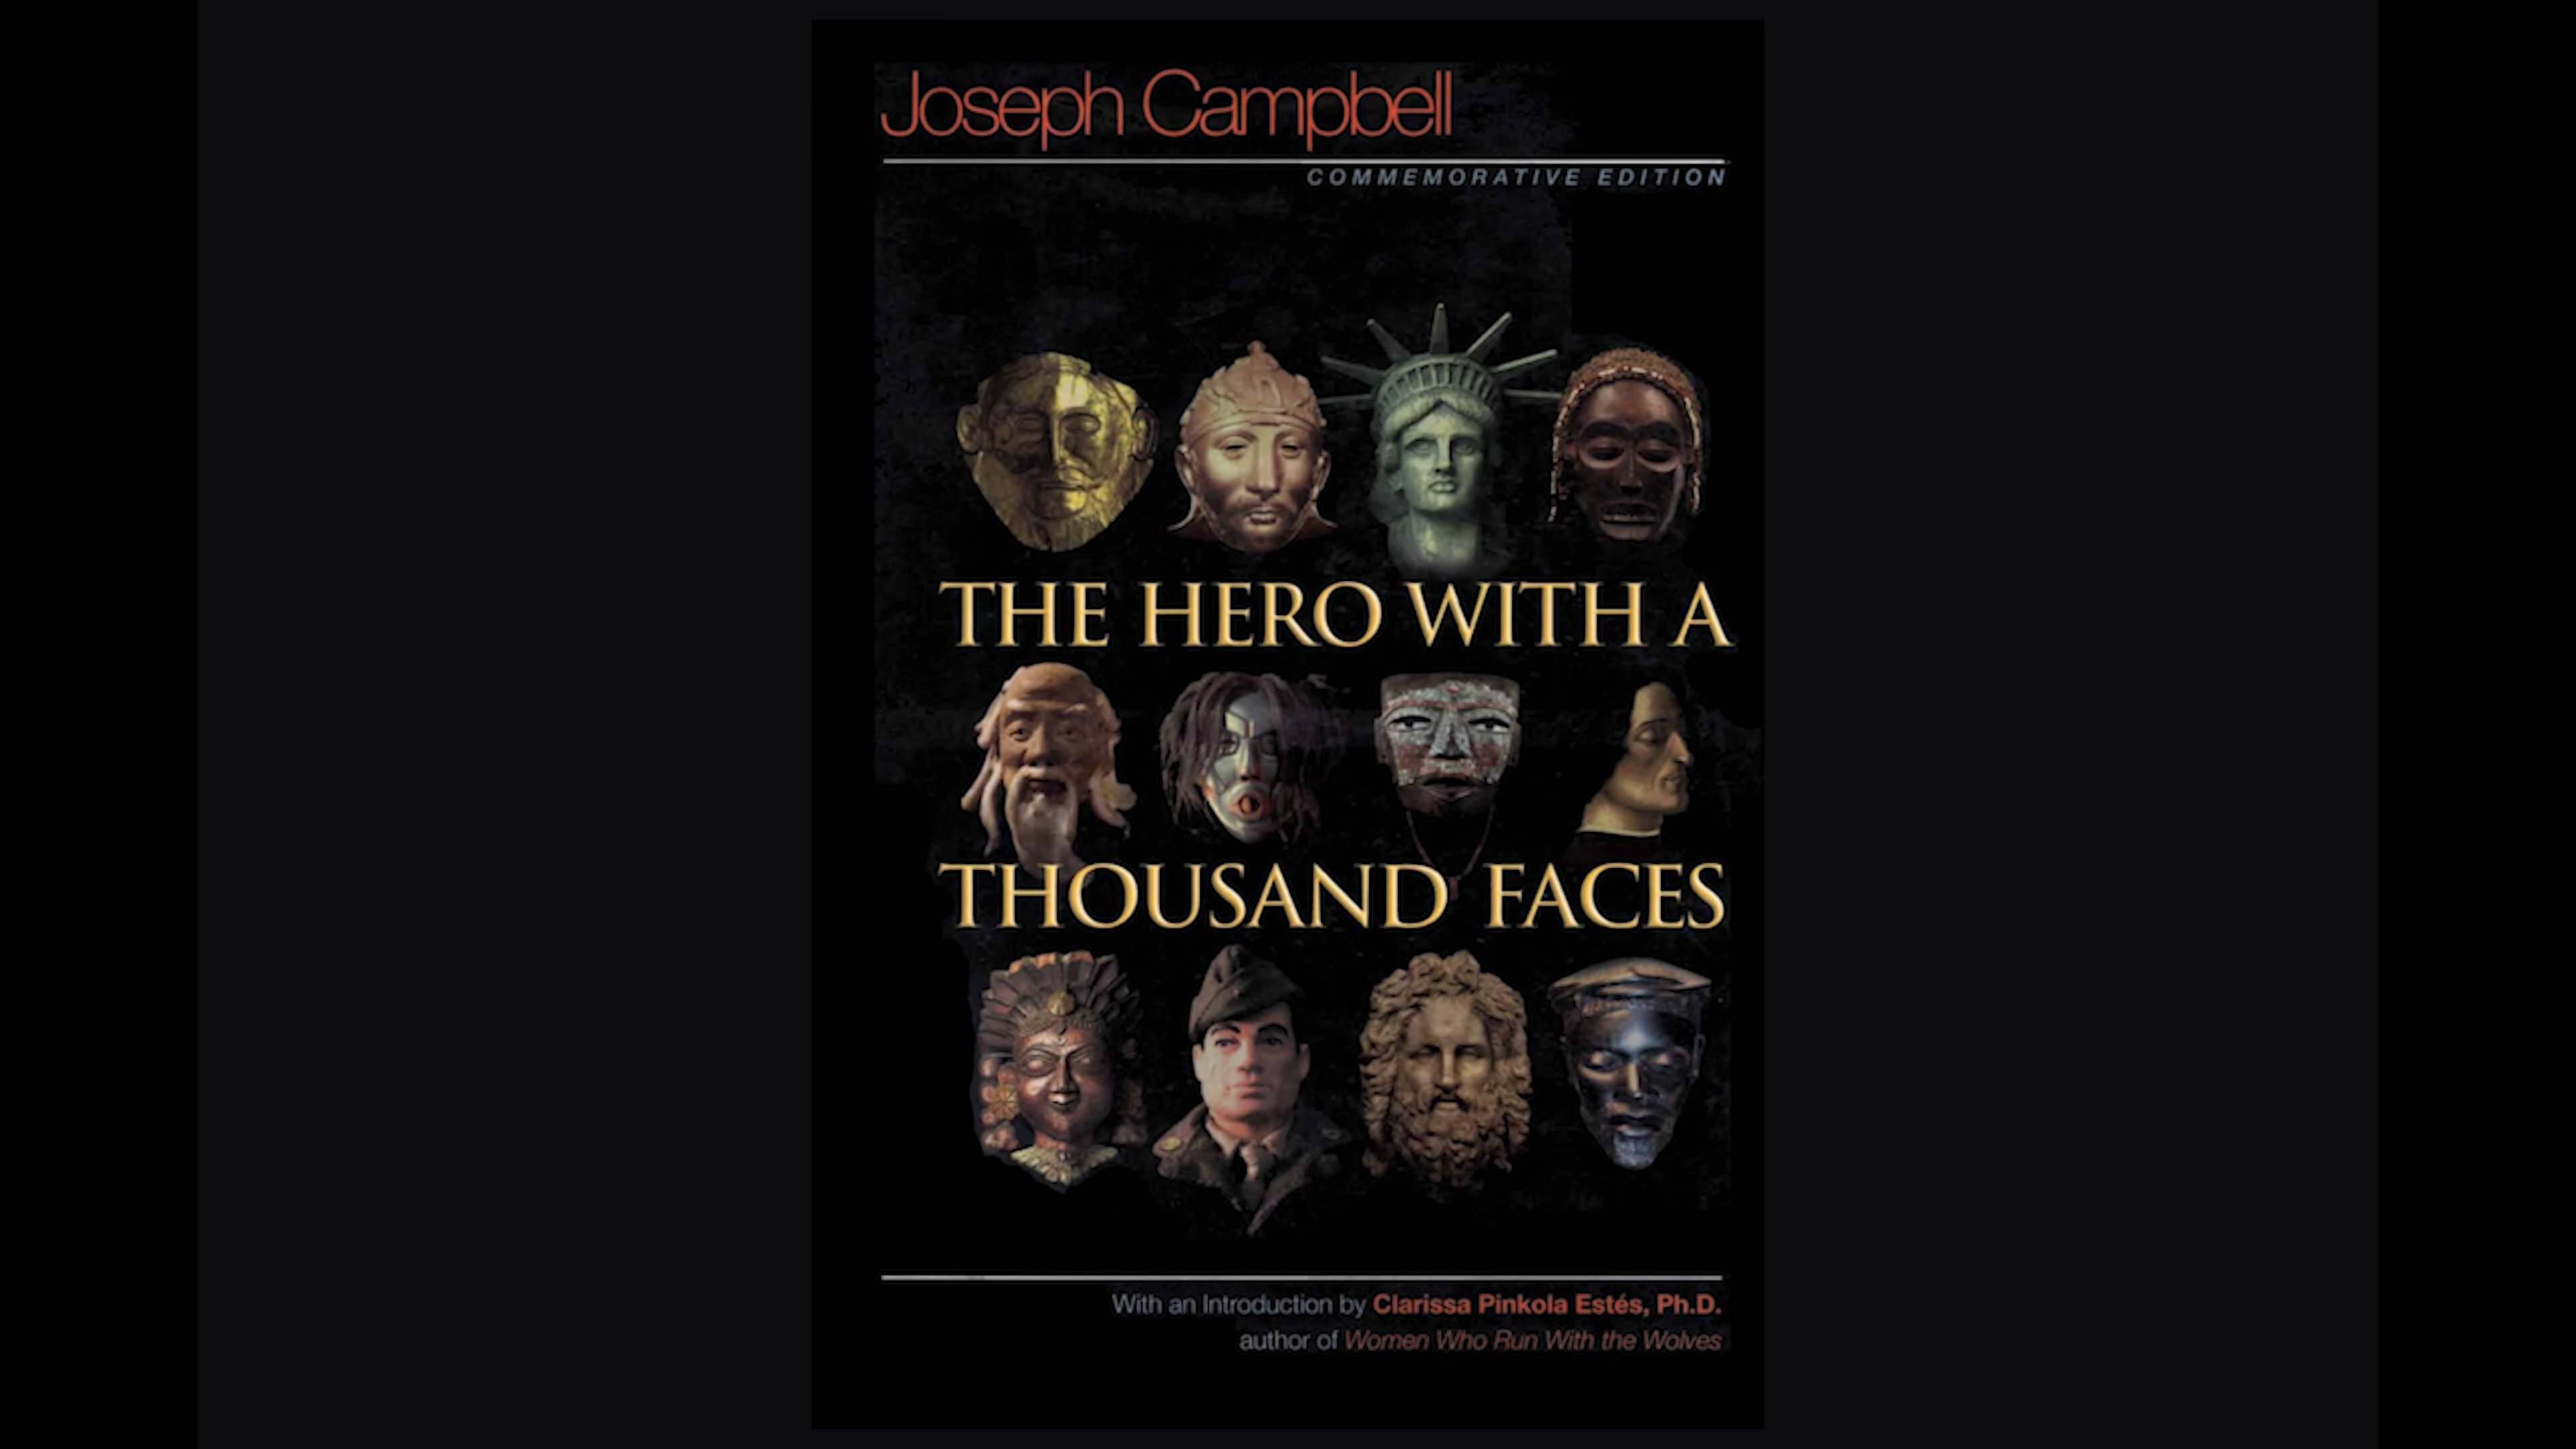 Joseph Campbell
COMMEMORATIVE EDITION
THE HERO WITH A
THOUSAND FACES
With an Introduction by Clarissa Pinkola Estés, Ph.D.
author of Women Who Run With the Wolves